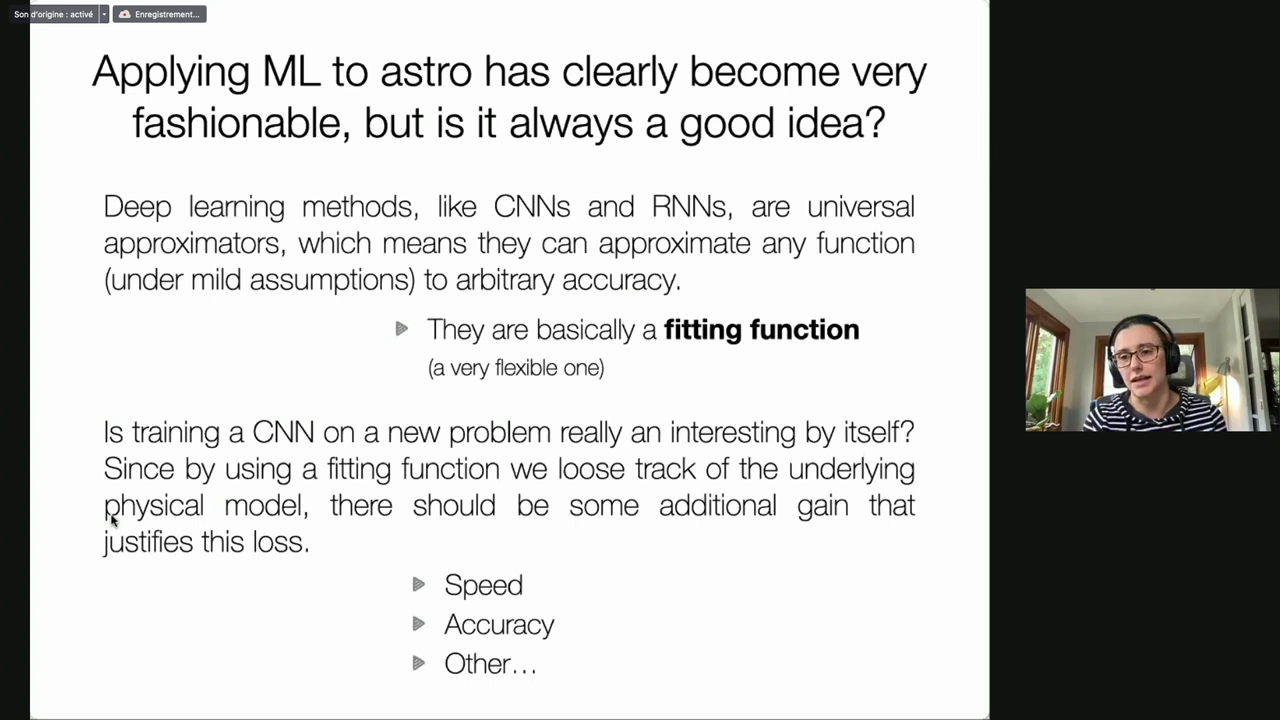 Son d'origine : activé
Enregistrement...
Applying ML to astro has clearly become very
fashionable, but is it always a good idea?
Deep learning methods, like CNNs and RNNs, are universal
approximators, which means they can approximate any function
(under mild assumptions) to arbitrary accuracy.
They are basically a fitting function
(a very flexible one)
Is training a CNN on a new problem really an interesting by itself?
Since by using a fitting function we loose track of the underlying
physical model, there should be some additional gain that
justifies this loss.
Speed
Accuracy
Other…